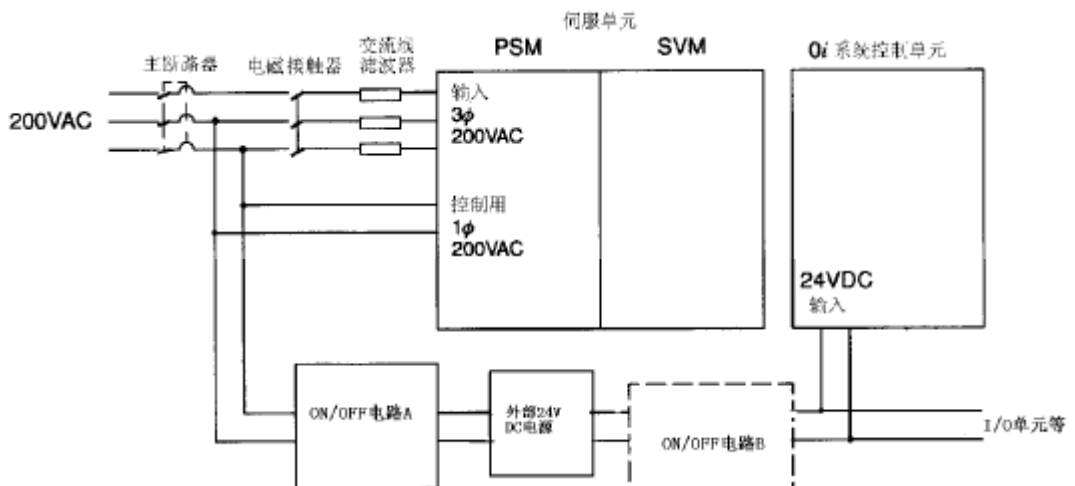 伺服单元
主断路器
电磁接触器
交流线
滤波器
PSM
SVM
0i 系统控制单元
200VAC
输入
3ϕ
200VAC
控制用
1ϕ
200VAC
24VDC
输入
ON/OFF电路A
外部24V
DC电源
ON/OFF电路B
I/O单元等